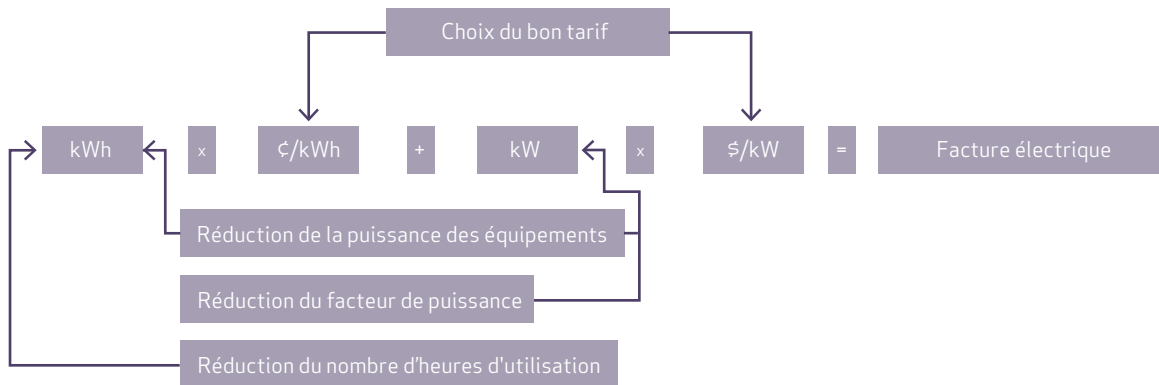 Choix du bon tarif
kWh x ¢/kWh + kW x $/kW = Facture électrique
Réduction de la puissance des équipements
Réduction du facteur de puissance
Réduction du nombre d’heures d'utilisation